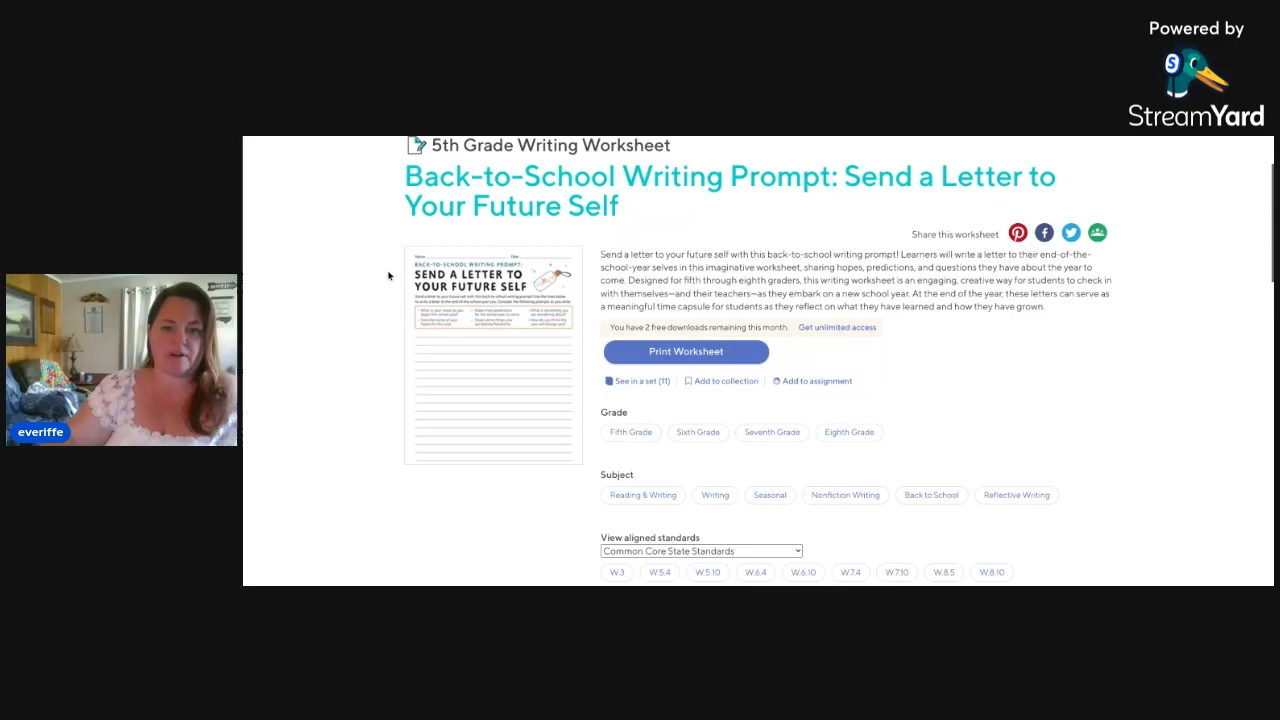 Powered by
StreamYard
5th Grade Writing Worksheet
Back-to-School Writing Prompt: Send a Letter to
Your Future Self
Share this worksheet
Name
Date
BACK-TO-SCHOOL WRITING PROMPT:
SEND A LETTER TO
YOUR FUTURE SELF
Send a letter to your future self with this back-to-school writing prompt! Learners will write a letter to their end-of-the-
school-year selves in this imaginative worksheet, sharing hopes, predictions, and questions they have about the year to
come. Designed for fifth through eighth graders, this writing worksheet is an engaging, creative way for students to check in
with themselves—and their teachers—as they embark on a new school year. At the end of the year, these letters can serve as
a meaningful time capsule for students as they reflect on what they have learned and how they have grown.
You have 2 free downloads remaining this month. Get unlimited access
Print Worksheet
See in a set (11) Add to collection Add to assignment
Grade
Fifth Grade Sixth Grade Seventh Grade Eighth Grade
Subject
Reading & Writing Writing Seasonal Nonfiction Writing Back to School Reflective Writing
View aligned standards
Common Core State Standards
W.3 W.5.4 W.5.10 W.6.4 W.6.10 W.7.4 W.7.10 W.8.5 W.8.10
everiffe